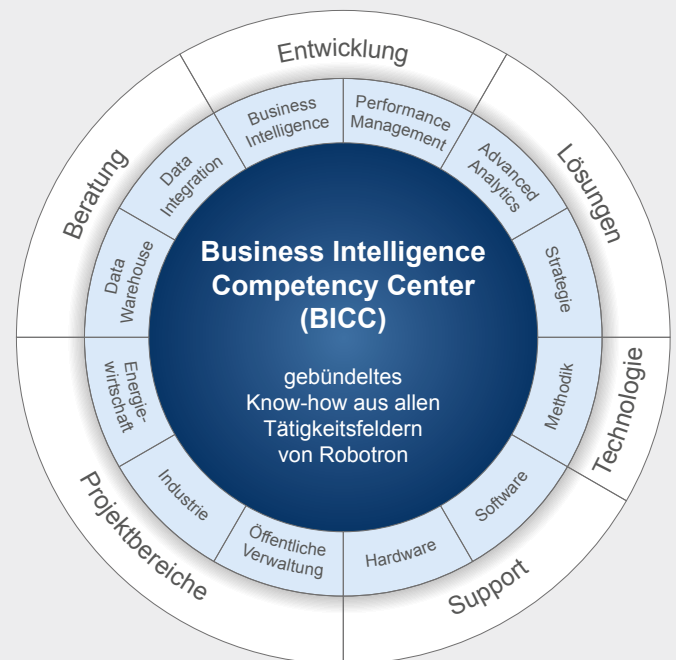 Entwicklung
Lösungen
Technologie
Support
Projektbereiche
Beratung
Business
Intelligence
Performance
Management
Advanced
Analytics
Strategie
Methodik
Software
Hardware
Öffentliche
Verwaltung
Industrie
Energie-
wirtschaft
Data
Warehouse
Data
Integration
Business Intelligence
Competency Center
(BICC)
gebündeltes
Know-how aus allen
Tätigkeitsfeldern
von Robotron